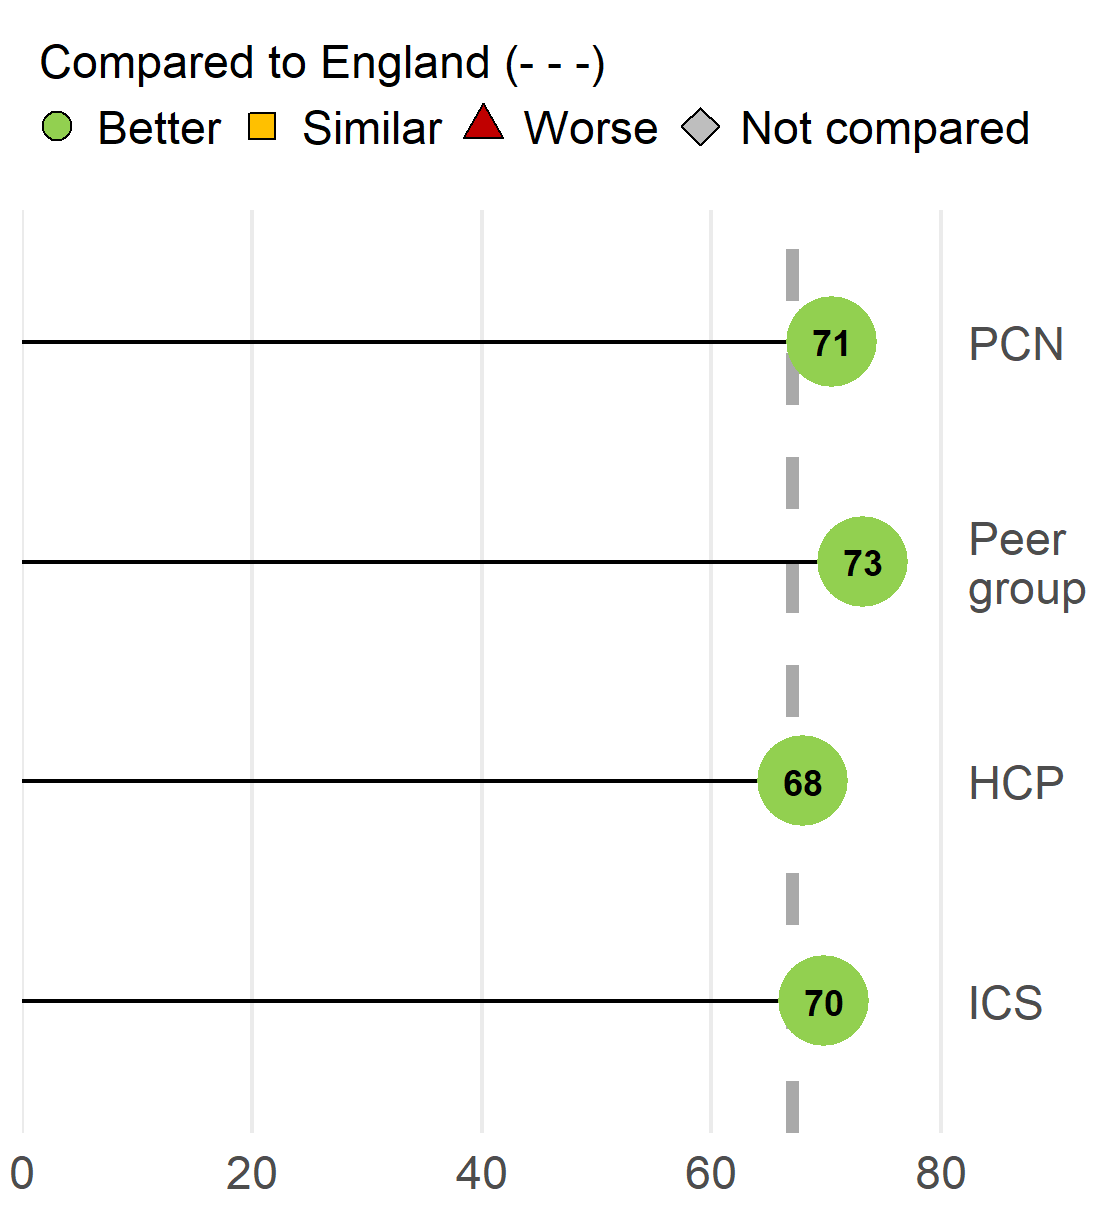 Compared to England (- - -)
Better Similar Worse Not compared
71 PCN
73 Peer
group
68 HCP
70 ICS
0 20 40 60 80